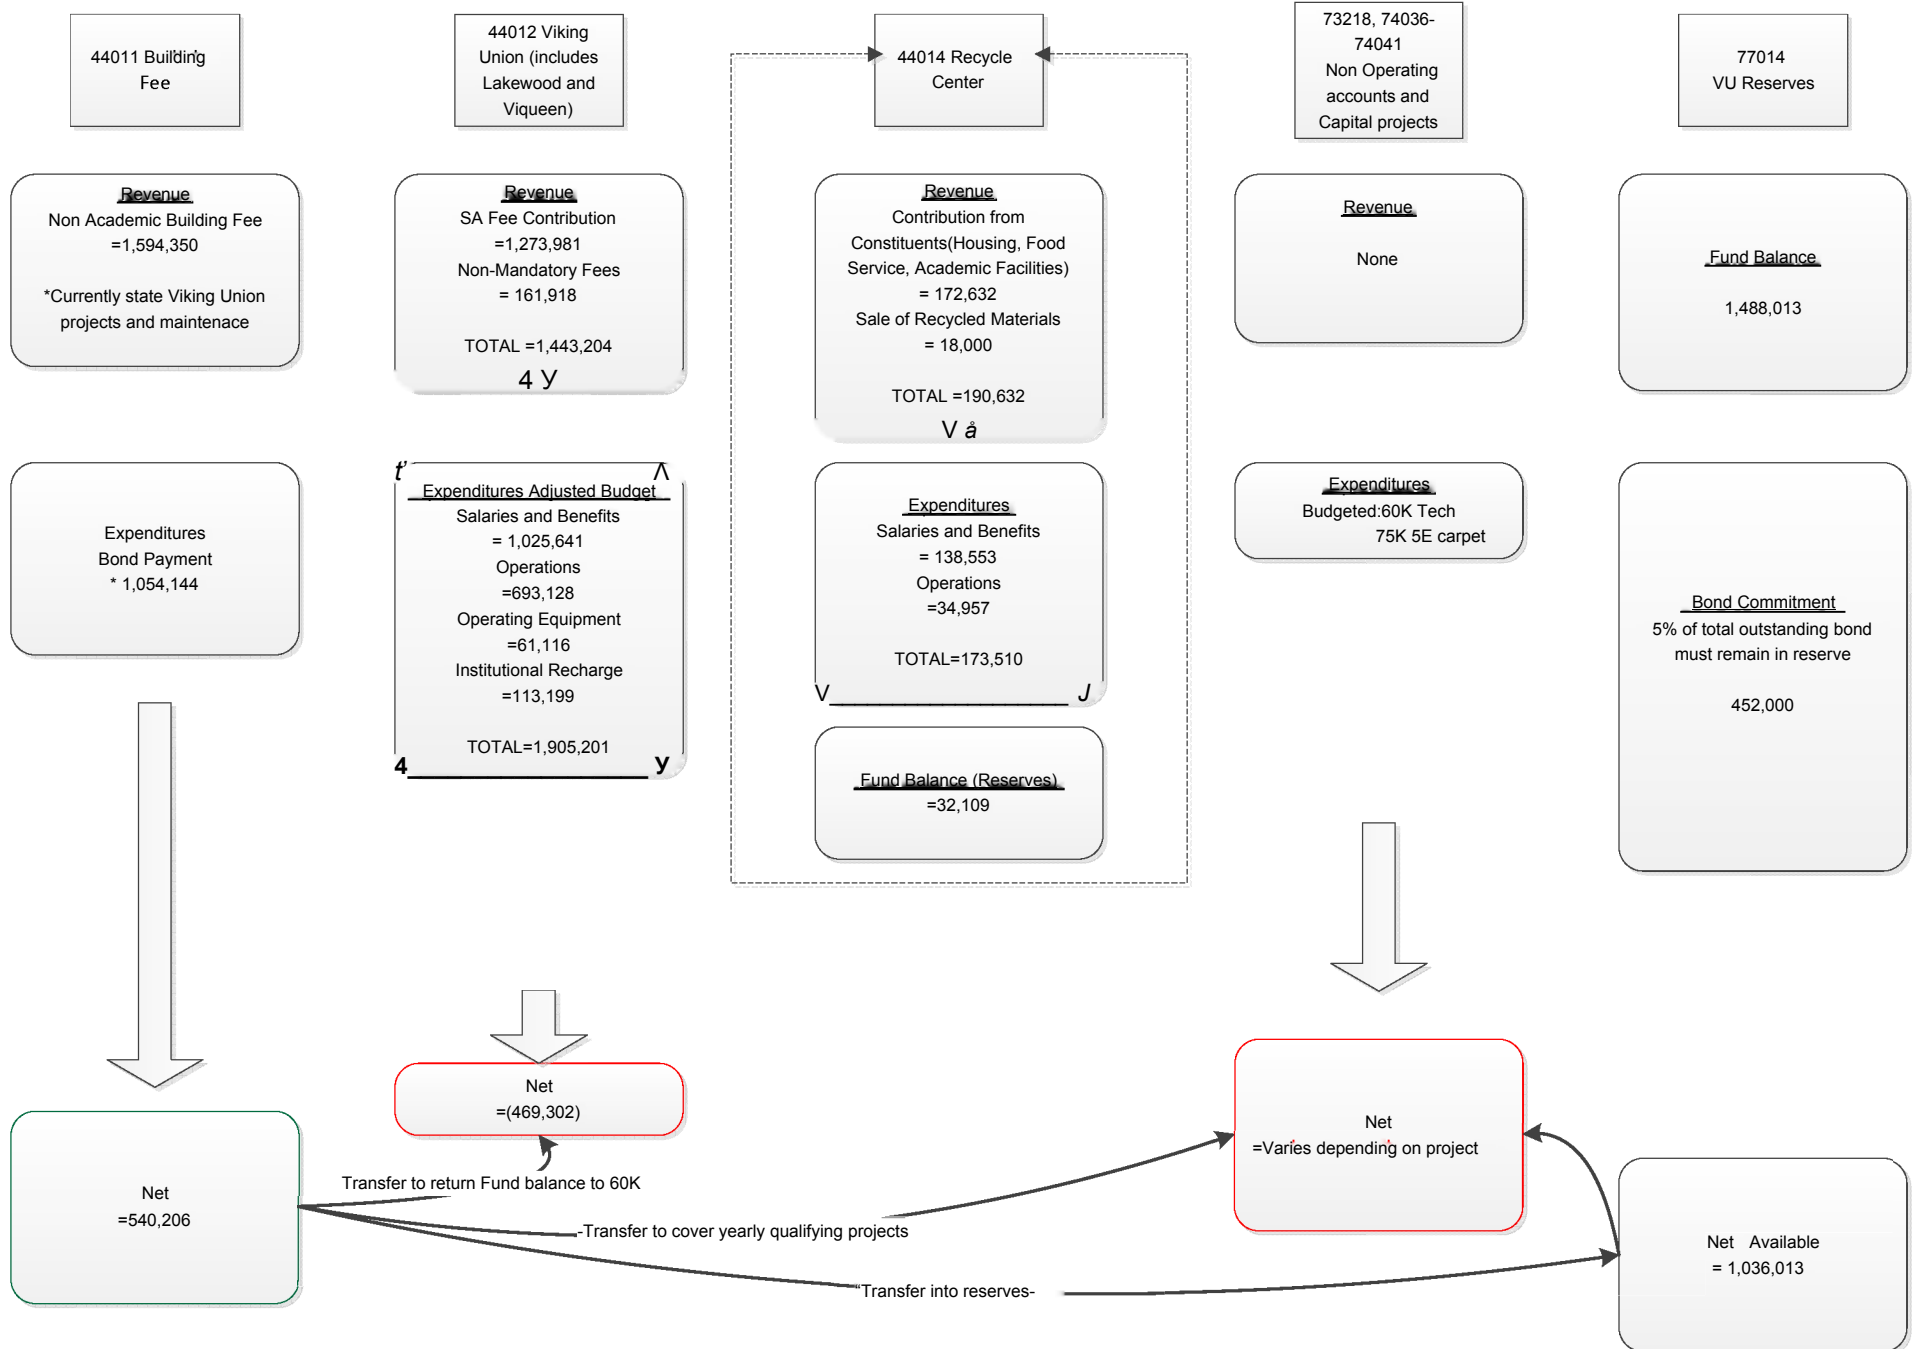 44011 Building
Fee
44012 Viking
Union (includes
Lakewood and
Viqueen)
44014 Recycle
Center
73218, 74036-
74041
Non Operating
accounts and
Capital projects
77014
VU Reserves
Revenue
Non Academic Building Fee
=1,594,350
*Currently state Viking Union
projects and maintenace
Revenue
SA Fee Contribution
=1,273,981
Non-Mandatory Fees
= 161,918
TOTAL =1,443,204
4 У
Revenue
Contribution from
Constituents(Housing, Food
Service, Academic Facilities)
= 172,632
Sale of Recycled Materials
= 18,000
TOTAL =190,632
V å
Revenue
None
Fund Balance
1,488,013
Expenditures
Bond Payment
* 1,054,144
t' Λ
Expenditures Adjusted Budget
Salaries and Benefits
= 1,025,641
Operations
=693,128
Operating Equipment
=61,116
Institutional Recharge
=113,199
TOTAL=1,905,201
4 У
Expenditures
Salaries and Benefits
= 138,553
Operations
=34,957
TOTAL=173,510
V J
Fund Balance (Reserves)
=32,109
Expenditures
Budgeted:60K Tech
75K 5E carpet
Bond Commitment
5% of total outstanding bond
must remain in reserve
452,000
Net
=540,206
Net
=(469,302)
Net
=Varies depending on project
Net Available
= 1,036,013
Transfer to return Fund balance to 60K
-Transfer to cover yearly qualifying projects
“Transfer into reserves-